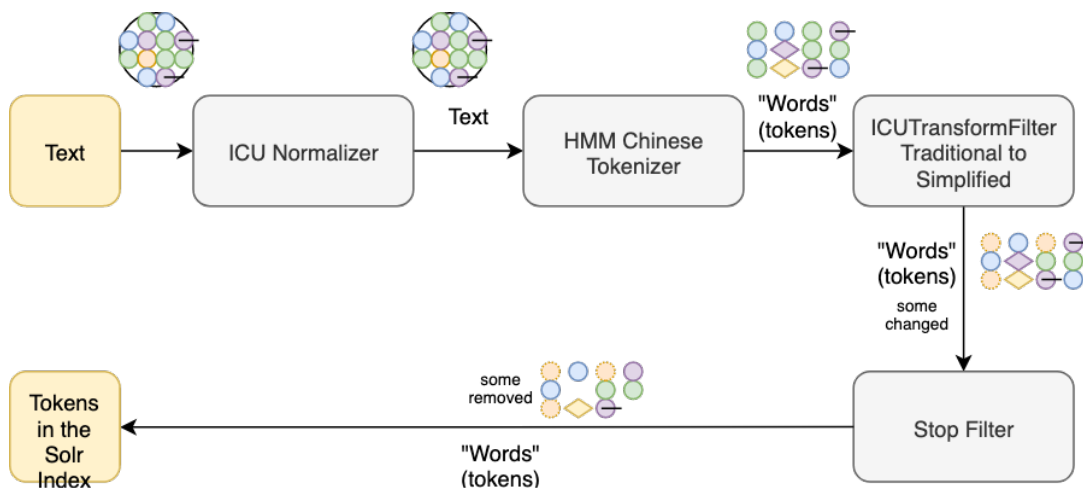 Text
ICU Normalizer
Text
HMM Chinese
Tokenizer
"Words"
(tokens)
ICUTransformFilter
Traditional to
Simplified
"Words"
(tokens)
some
changed
Stop Filter
some
removed
"Words"
(tokens)
Tokens
in the
Solr
Index